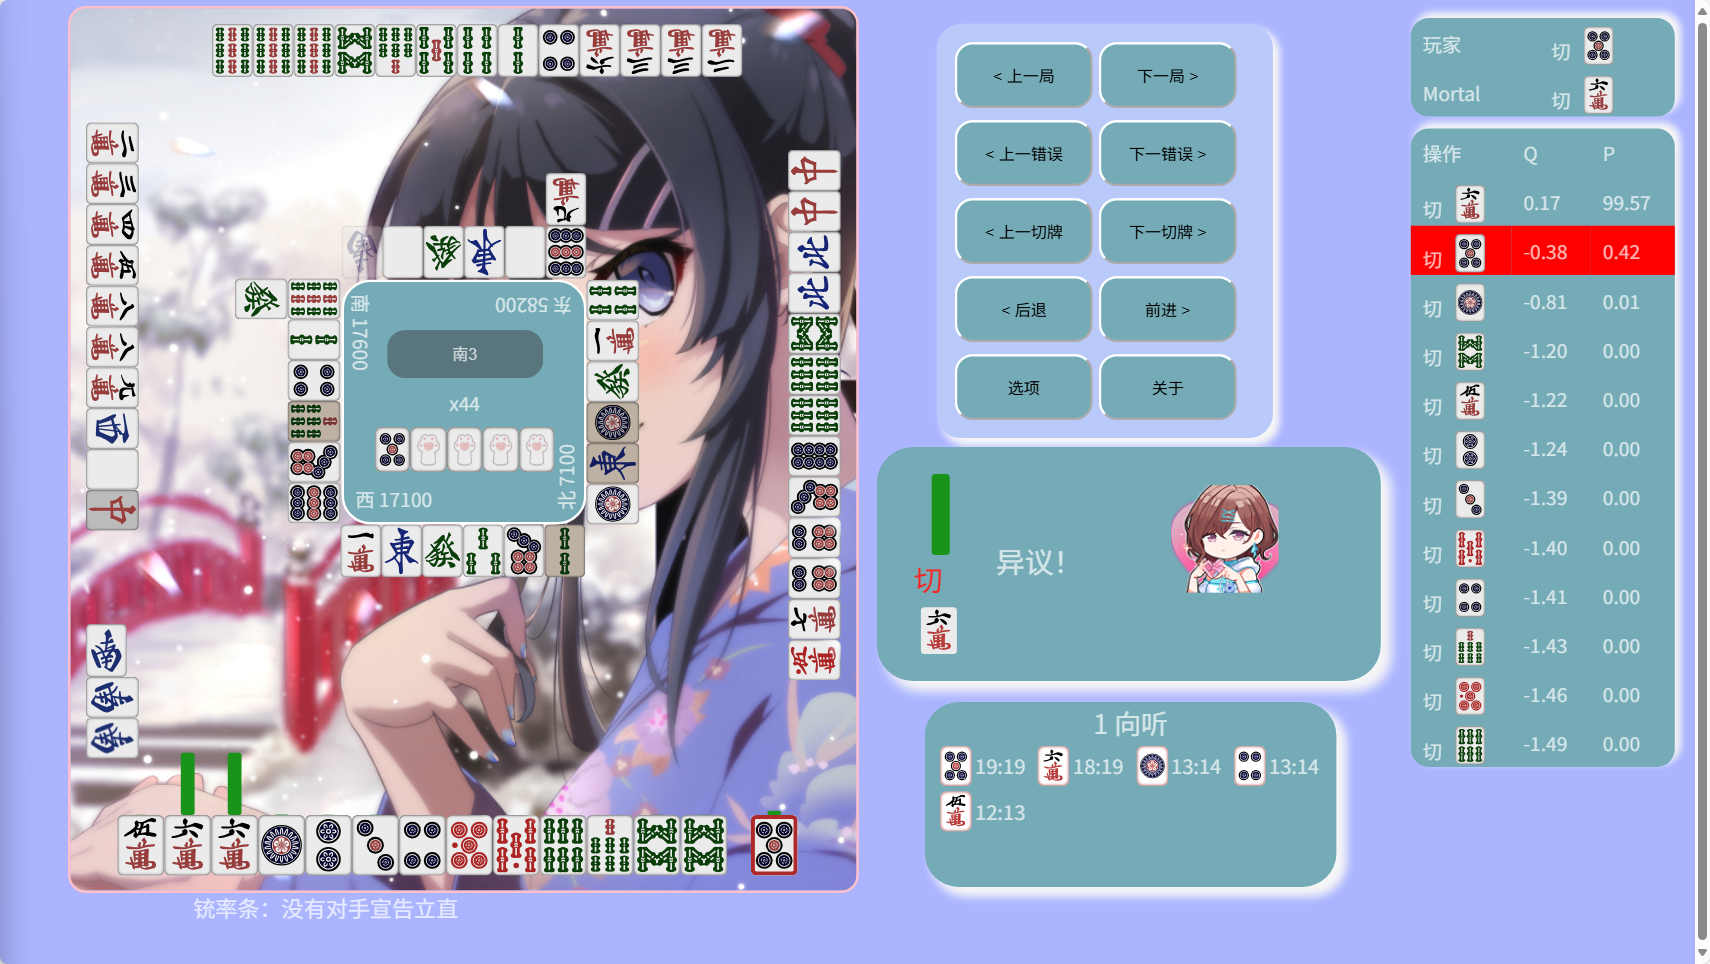 < 上一局
下一局 >
< 上一错误
下一错误 >
< 上一切牌
下一切牌 >
< 后退
前进 >
选项
关于
玩家 切
Mortal 切
操作 Q P
切 0.17 99.57
切 -0.38 0.42
切 -0.81 0.01
切 -1.20 0.00
切 -1.22 0.00
切 -1.24 0.00
切 -1.39 0.00
切 -1.40 0.00
切 -1.41 0.00
切 -1.43 0.00
切 -1.46 0.00
切 -1.49 0.00
东 58200
南 17600
南3
x44
西 17100
北 7100
切
异议!
1 向听
19:19 18:19 13:14 13:14
12:13
铳率条：没有对手宣告立直